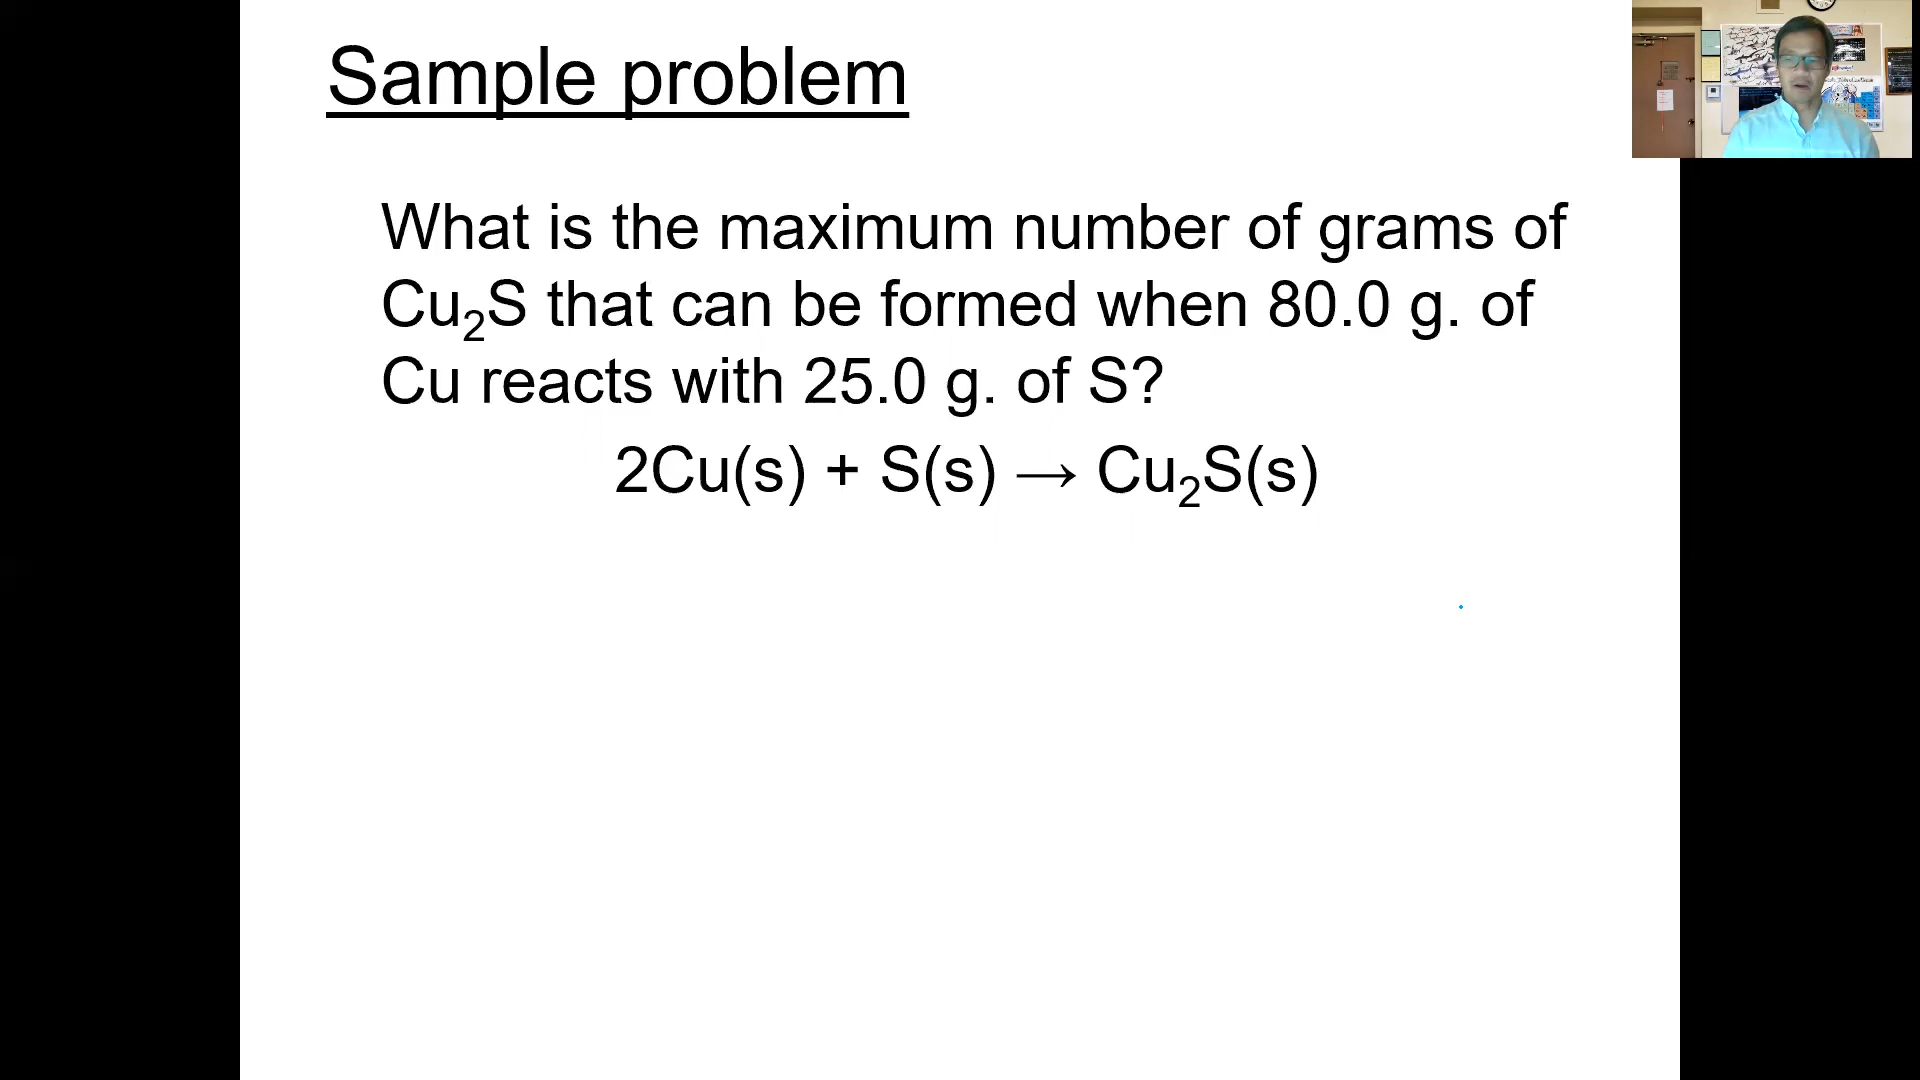 Sample problem
What is the maximum number of grams of
Cu₂S that can be formed when 80.0 g. of
Cu reacts with 25.0 g. of S?
2Cu(s) + S(s) → Cu₂S(s)